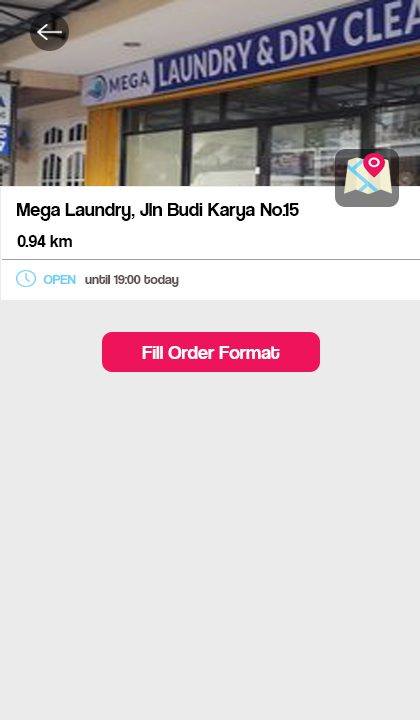 MEGA LAUNDRY & DRY CLEA
Mega Laundry, Jln Budi Karya No.15
0.94 km
OPEN until 19:00 today
Fill Order Format